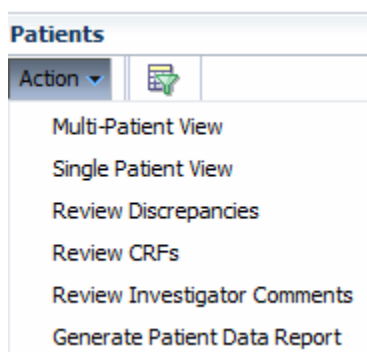 Patients
Action
Multi-Patient View
Single Patient View
Review Discrepancies
Review CRFs
Review Investigator Comments
Generate Patient Data Report